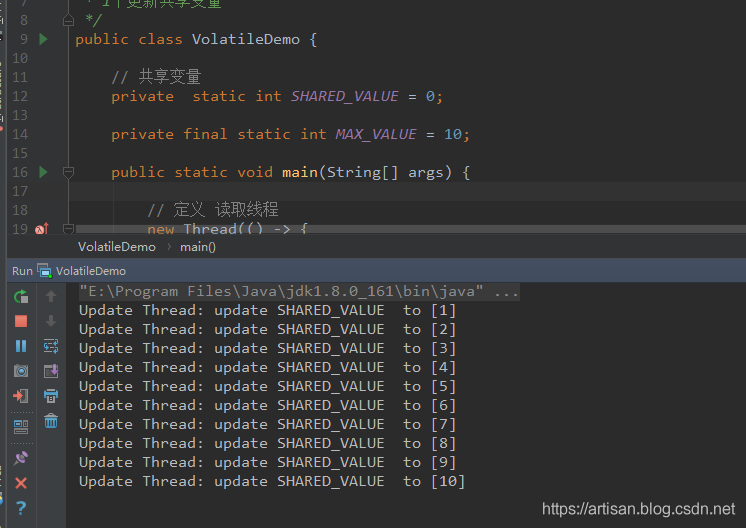 7 * 1个更新共享变量
8 */
9 public class VolatileDemo {
10
11 // 共享变量
12 private static int SHARED_VALUE = 0;
13
14 private final static int MAX_VALUE = 10;
15
16 public static void main(String[] args) {
17
18 // 定义 读取线程
19 new Thread(() -> {
VolatileDemo › main()
Run VolatileDemo
"E:\Program Files\Java\jdk1.8.0_161\bin\java" ...
Update Thread: update SHARED_VALUE  to [1]
Update Thread: update SHARED_VALUE  to [2]
Update Thread: update SHARED_VALUE  to [3]
Update Thread: update SHARED_VALUE  to [4]
Update Thread: update SHARED_VALUE  to [5]
Update Thread: update SHARED_VALUE  to [6]
Update Thread: update SHARED_VALUE  to [7]
Update Thread: update SHARED_VALUE  to [8]
Update Thread: update SHARED_VALUE  to [9]
Update Thread: update SHARED_VALUE  to [10]
https://artisan.blog.csdn.net